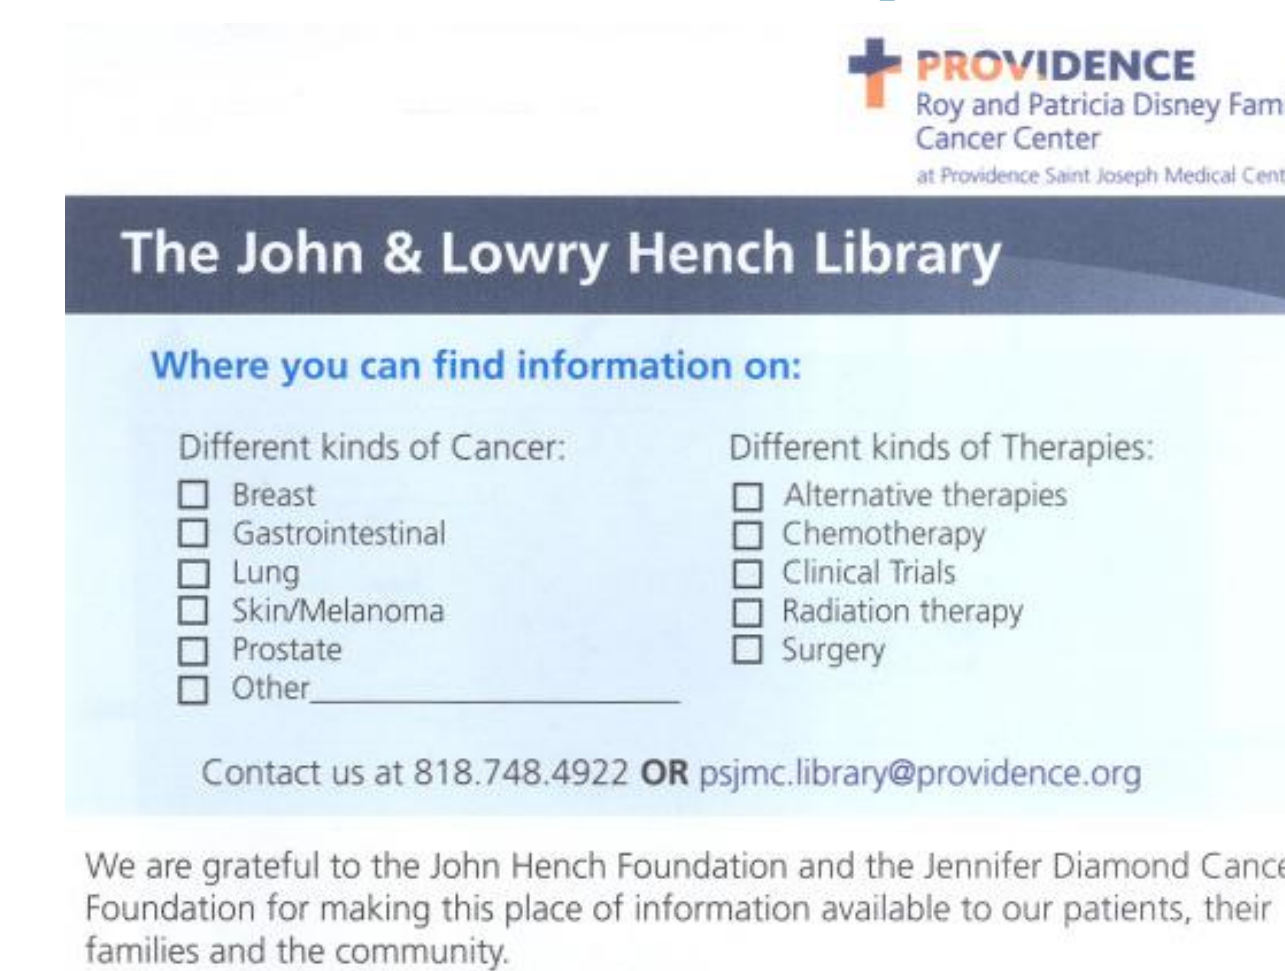 PROVIDENCE
Roy and Patricia Disney Fam
Cancer Center
at Providence Saint Joseph Medical Cent
The John & Lowry Hench Library
Where you can find information on:
Different kinds of Cancer:
Breast
Gastrointestinal
Lung
Skin/Melanoma
Prostate
Other
Different kinds of Therapies:
Alternative therapies
Chemotherapy
Clinical Trials
Radiation therapy
Surgery
Contact us at 818.748.4922 OR psjmc.library@providence.org
We are grateful to the John Hench Foundation and the Jennifer Diamond Cance
Foundation for making this place of information available to our patients, their
families and the community.